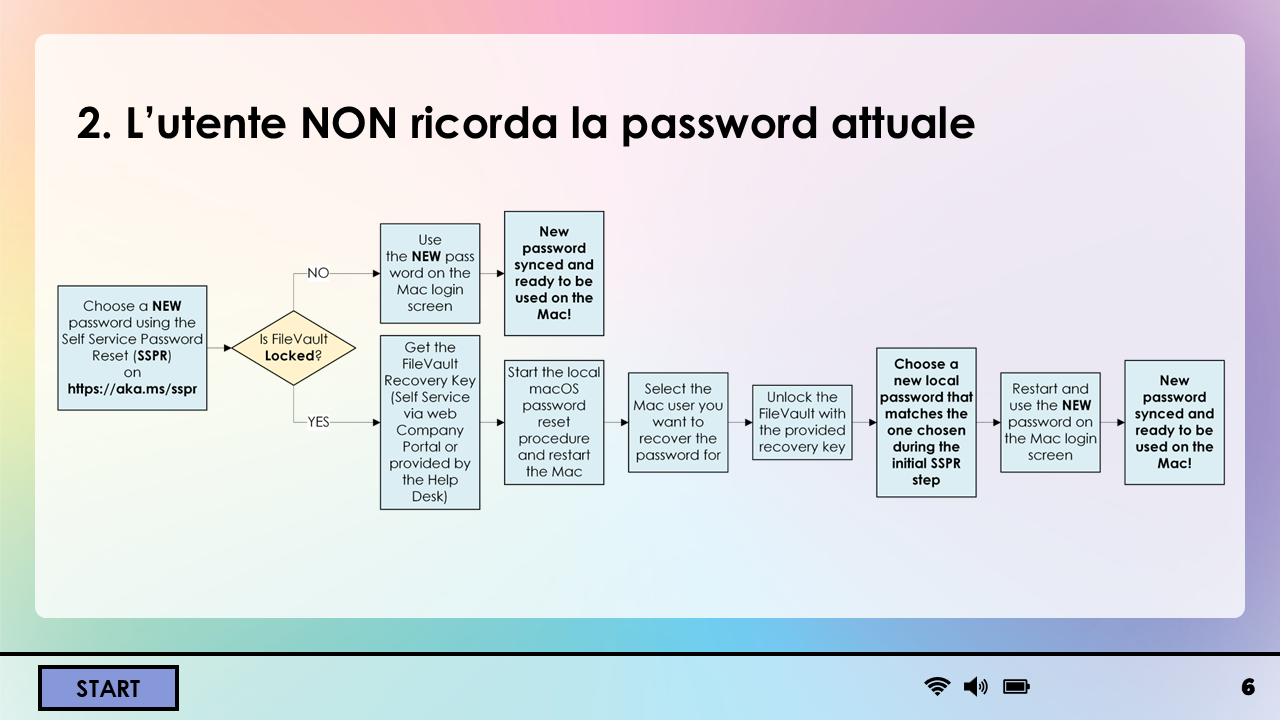 2. L’utente NON ricorda la password attuale
Choose a NEW
password using the
Self Service Password
Reset (SSPR)
on
https://aka.ms/sspr
Is FileVault
Locked?
NO
Use
the NEW pass
word on the
Mac login
screen
New
password
synced and
ready to be
used on the
Mac!
YES
Get the
FileVault
Recovery Key
(Self Service
via web
Company
Portal or
provided by
the Help
Desk)
Start the local
macOS
password
reset
procedure
and restart
the Mac
Select the
Mac user you
want to
recover the
password for
Unlock the
FileVault with
the provided
recovery key
Choose a
new local
password that
matches the
one chosen
during the
initial SSPR
step
Restart and
use the NEW
password on
the Mac login
screen
New
password
synced and
ready to be
used on the
Mac!
START
6